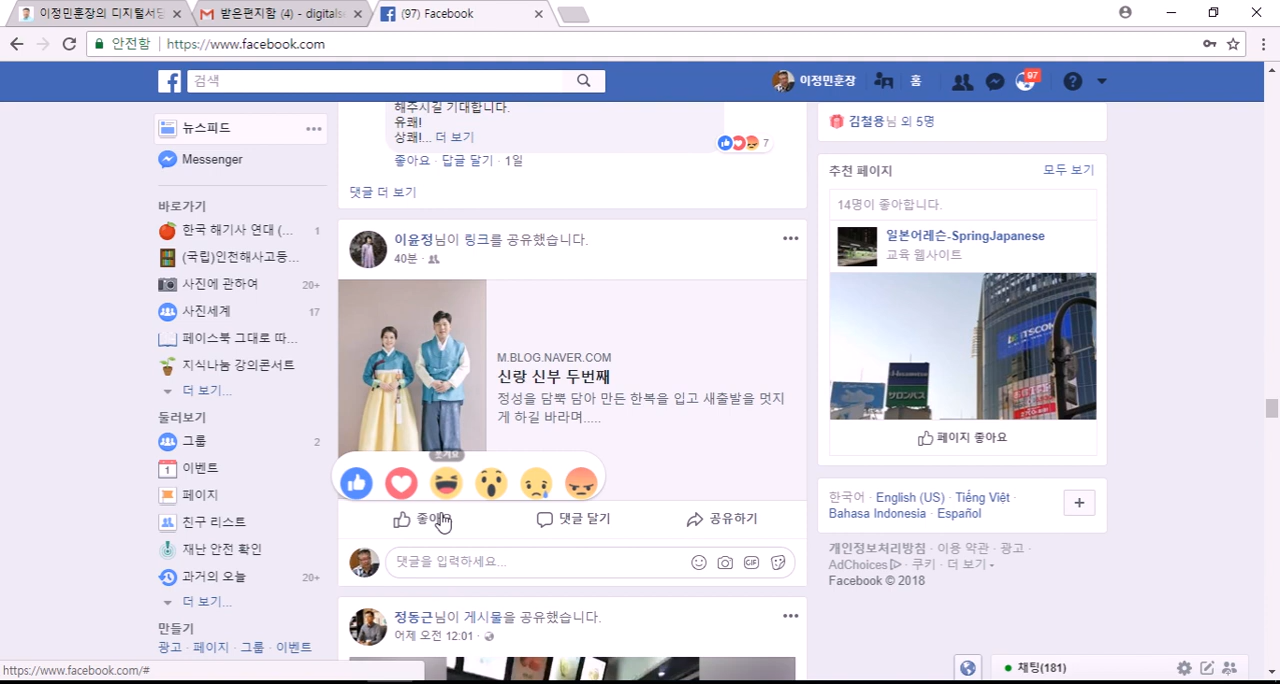 이정민훈장의 디지털서당
받은편지함 (4) - digitals
(97) Facebook
안전함
https://www.facebook.com
검색
이정민훈장
홈
97
뉴스피드
Messenger
바로가기
한국 해기사 연대 (... 1
(국립)인천해사고등...
사진에 관하여 20+
사진세계 17
페이스북 그대로 따...
지식나눔 강의콘서트
더 보기...
둘러보기
그룹 2
이벤트
페이지
친구 리스트
재난 안전 확인
과거의 오늘 20+
더 보기...
만들기
광고 · 페이지 · 그룹 · 이벤트
https://www.facebook.com/#
해주시길 기대합니다.
유쾌!
상쾌!... 더 보기
7
좋아요 · 답글 달기 · 1일
댓글 더 보기
이윤정님이 링크를 공유했습니다.
40분 ·
M.BLOG.NAVER.COM
신랑 신부 두번째
정성을 담뿍 담아 만든 한복을 입고 새출발을 멋지
게 하길 바라며.....
웃겨요
좋아요
댓글 달기
공유하기
댓글을 입력하세요...
GIF
정동근님이 게시물을 공유했습니다.
어제 오전 12:01 ·
김철용님 외 5명
추천 페이지
모두 보기
14명이 좋아합니다.
일본어레슨-SpringJapanese
교육 웹사이트
サロンパス
페이지 좋아요
한국어 · English (US) · Tiếng Việt ·
Bahasa Indonesia · Español
개인정보처리방침 · 이용 약관 · 광고 ·
AdChoices · 쿠키 · 더 보기
Facebook © 2018
채팅(181)